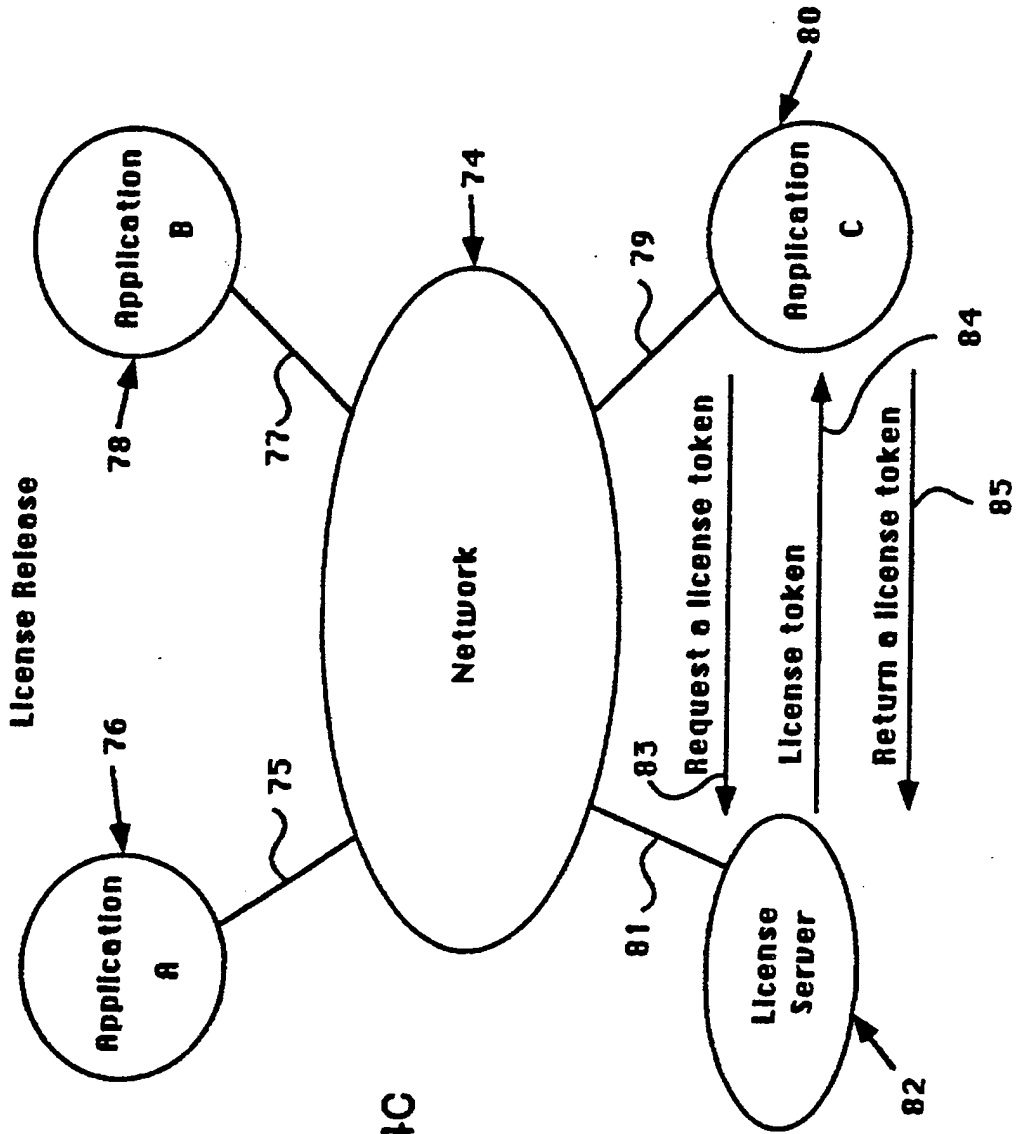 License Release
Application
A
76
78
Application
B
75
77
Network
74
81
79
83
Request a license token
License
Server
License token
Application
C
80
Return a license token
82
84
85